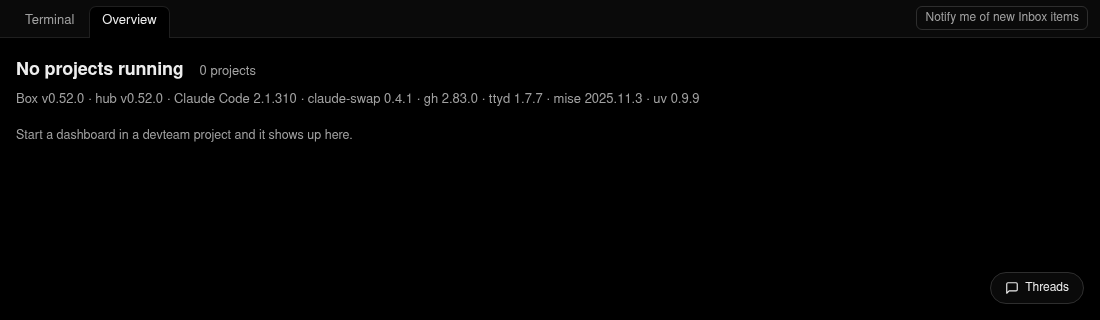 Terminal
Overview
Notify me of new Inbox items
No projects running 0 projects
Box v0.52.0 · hub v0.52.0 · Claude Code 2.1.310 · claude-swap 0.4.1 · gh 2.83.0 · ttyd 1.7.7 · mise 2025.11.3 · uv 0.9.9
Start a dashboard in a devteam project and it shows up here.
Threads